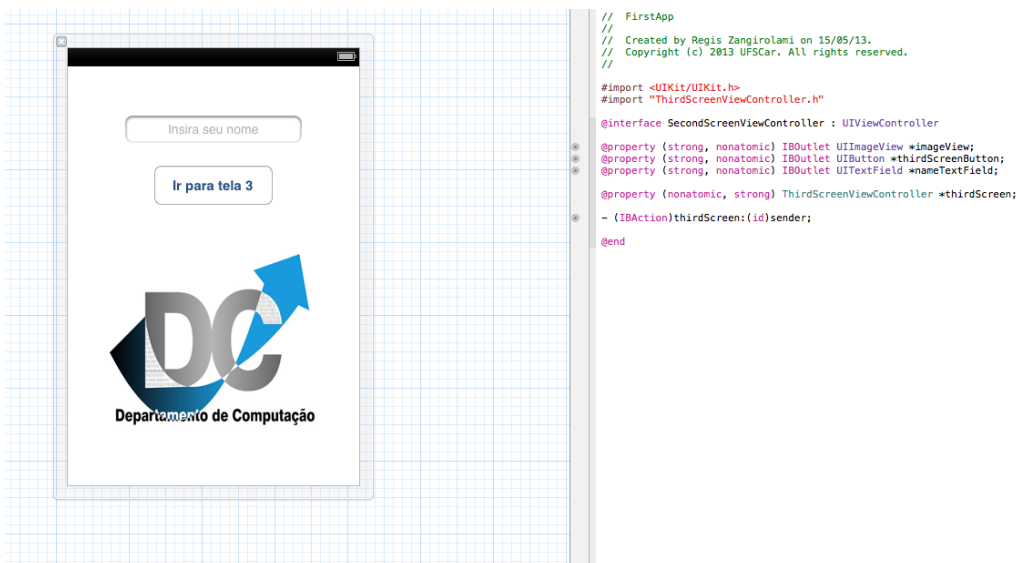 Insira seu nome
Ir para tela 3
DC
Departamento de Computação
//  FirstApp
//
//  Created by Regis Zangirolami on 15/05/13.
//  Copyright (c) 2013 UFSCar. All rights reserved.
//
#import <UIKit/UIKit.h>
#import "ThirdScreenViewController.h"
@interface SecondScreenViewController : UIViewController
@property (strong, nonatomic) IBOutlet UIImageView *imageView;
@property (strong, nonatomic) IBOutlet UIButton *thirdScreenButton;
@property (strong, nonatomic) IBOutlet UITextField *nameTextField;
@property (nonatomic, strong) ThirdScreenViewController *thirdScreen;
- (IBAction)thirdScreen:(id)sender;
@end